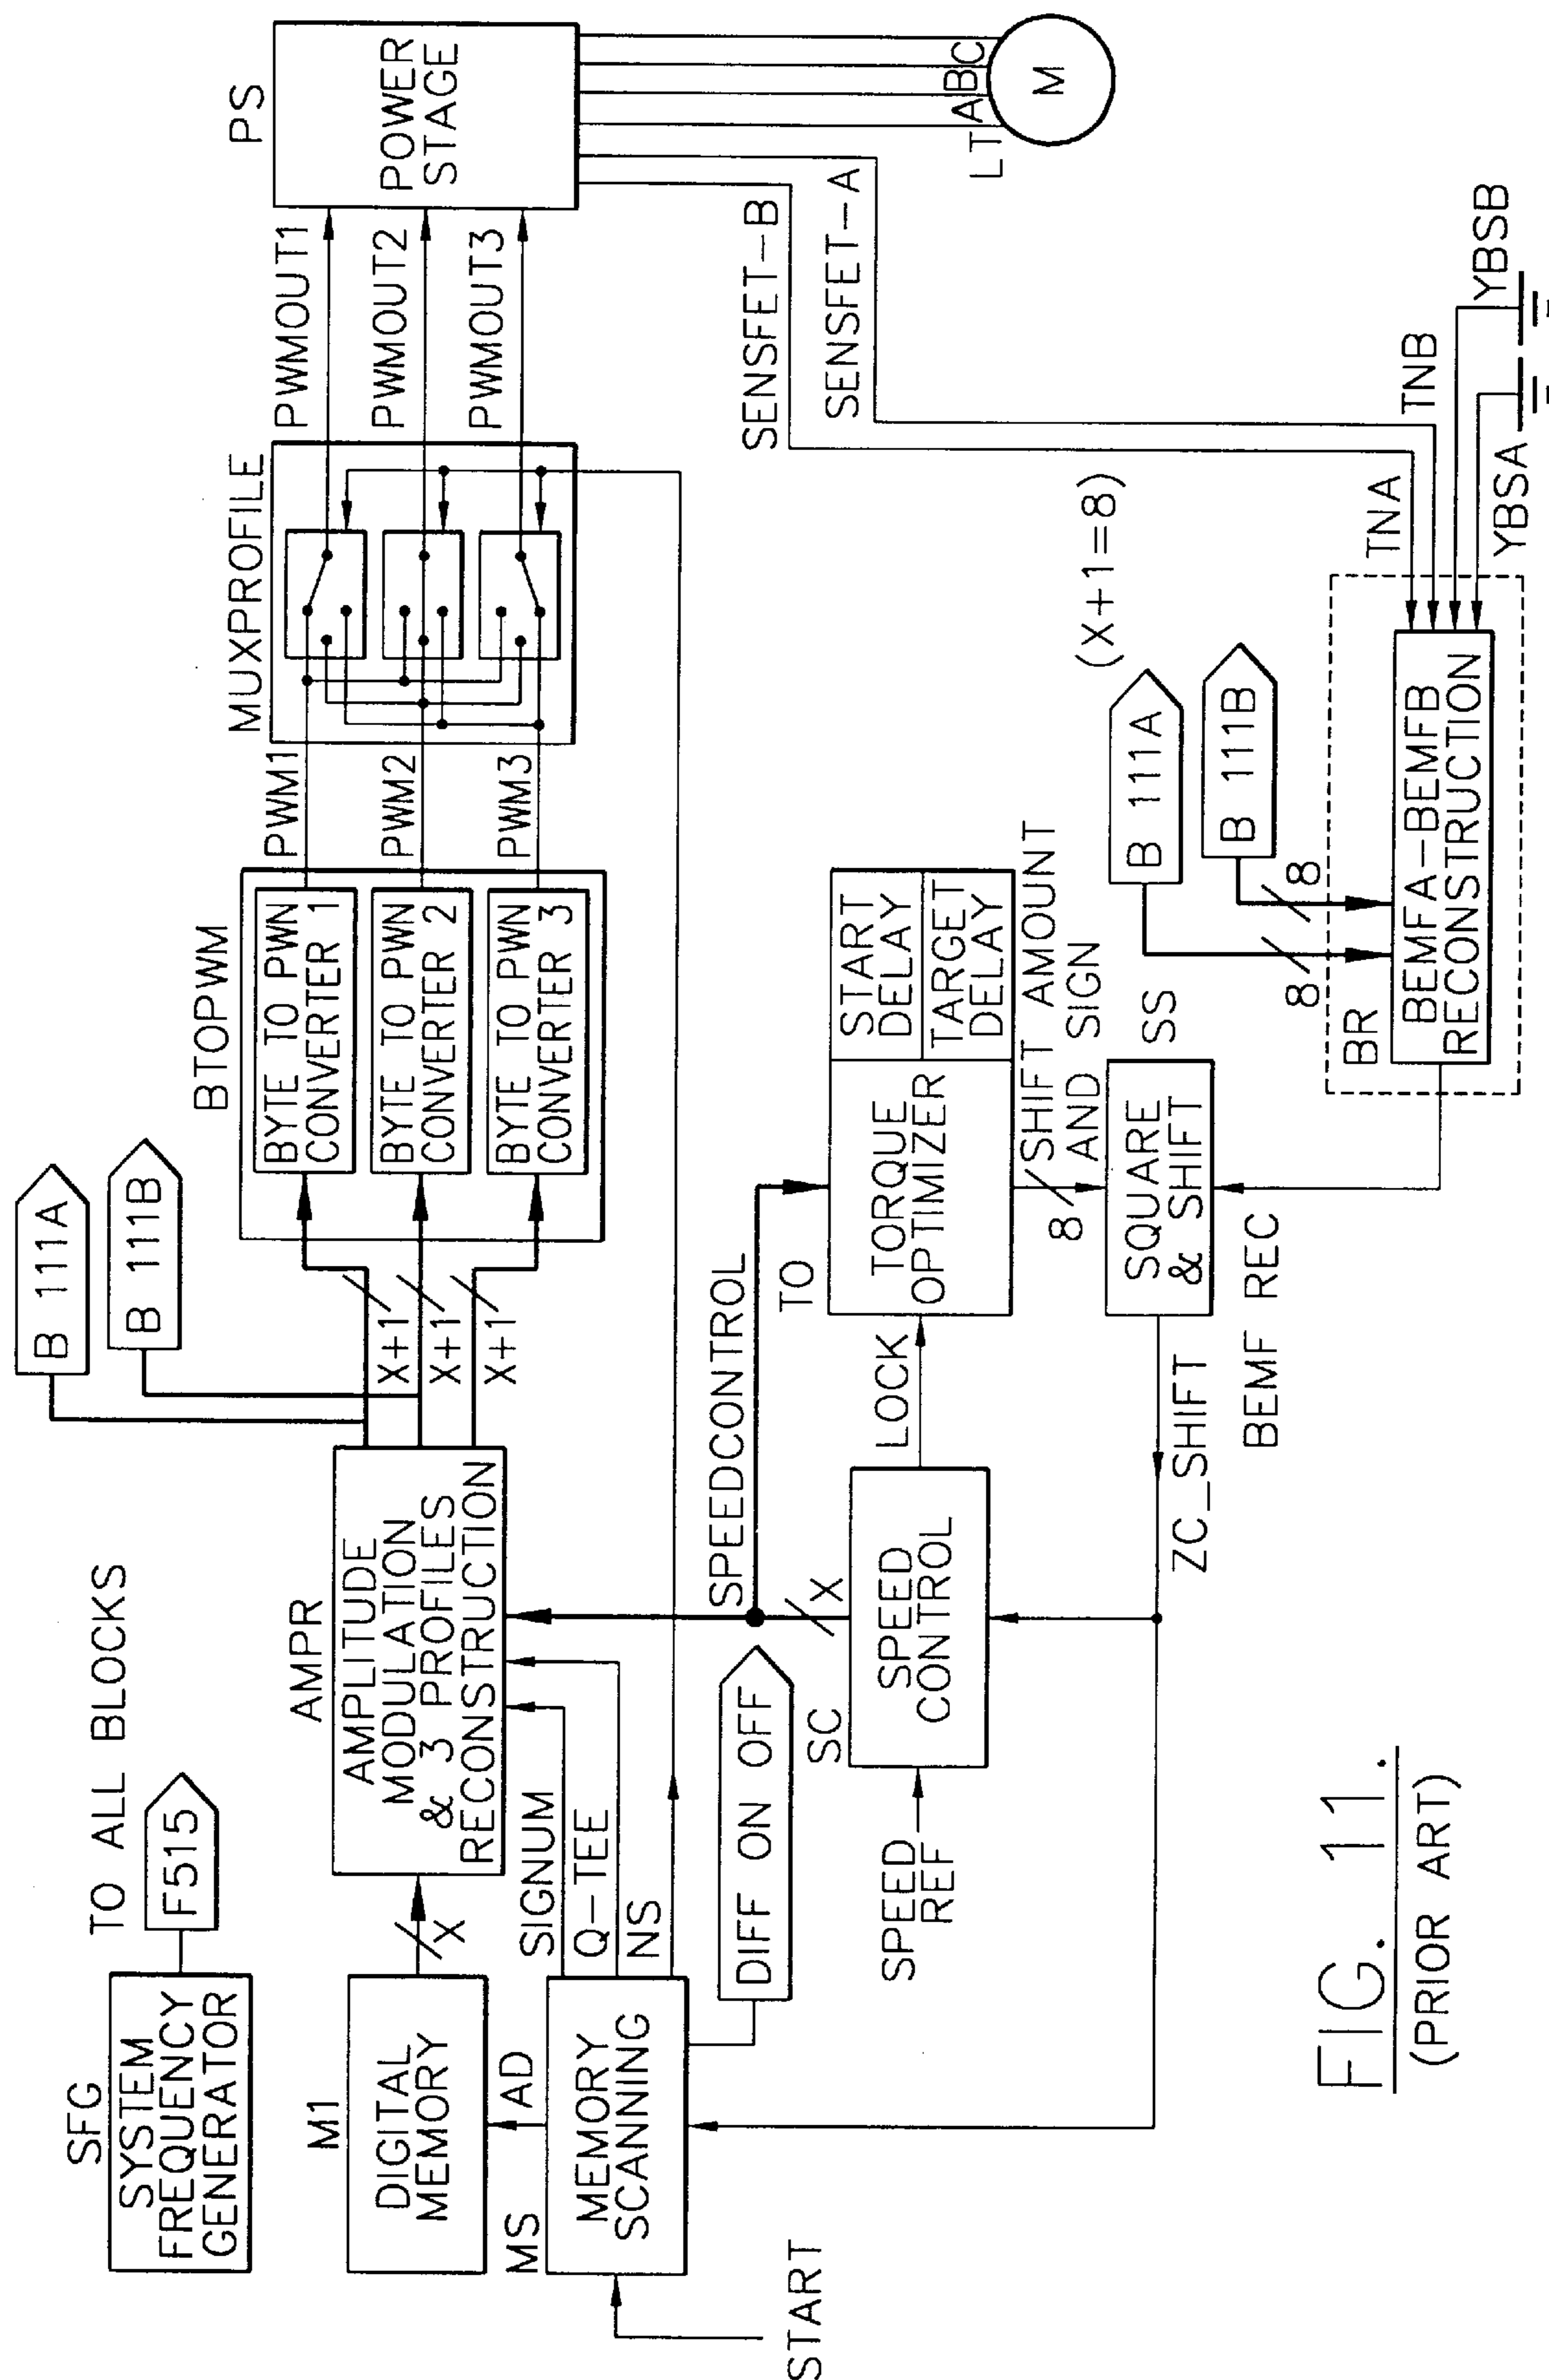 SFG
SYSTEM
FREQUENCY
GENERATOR
TO ALL BLOCKS
F515
B 111A
B 111B
M1
DIGITAL
MEMORY
X
AMPR
AMPLITUDE
MODULATION
& 3 PROFILES
RECONSTRUCTION
X+1
X+1
X+1
BTOPWM
BYTE TO PWN
CONVERTER 1
BYTE TO PWN
CONVERTER 2
BYTE TO PWN
CONVERTER 3
PWM1
PWM2
PWM3
MUXPROFILE
PWMOUT1
PWMOUT2
PWMOUT3
PS
POWER
STAGE
MS
AD
MEMORY
SCANNING
START
SIGNUM
Q-TEE
NS
DIFF ON OFF
SPEEDCONTROL
X
SC
SPEED
CONTROL
SPEED
REF
LOCK
TO
TORQUE
OPTIMIZER
START
DELAY
TARGET
DELAY
8
SHIFT AMOUNT
AND SIGN
SQUARE
& SHIFT
SS
ZC_SHIFT
BEMF REC
SENSFET-B
SENSFET-A
LT
A
B
C
M
(X+1=8)
B 111A
B 111B
8
8
BR
BEMFA-BEMFB
RECONSTRUCTION
TNA
TNB
YBSA
YBSB
FIG. 11.
(PRIOR ART)